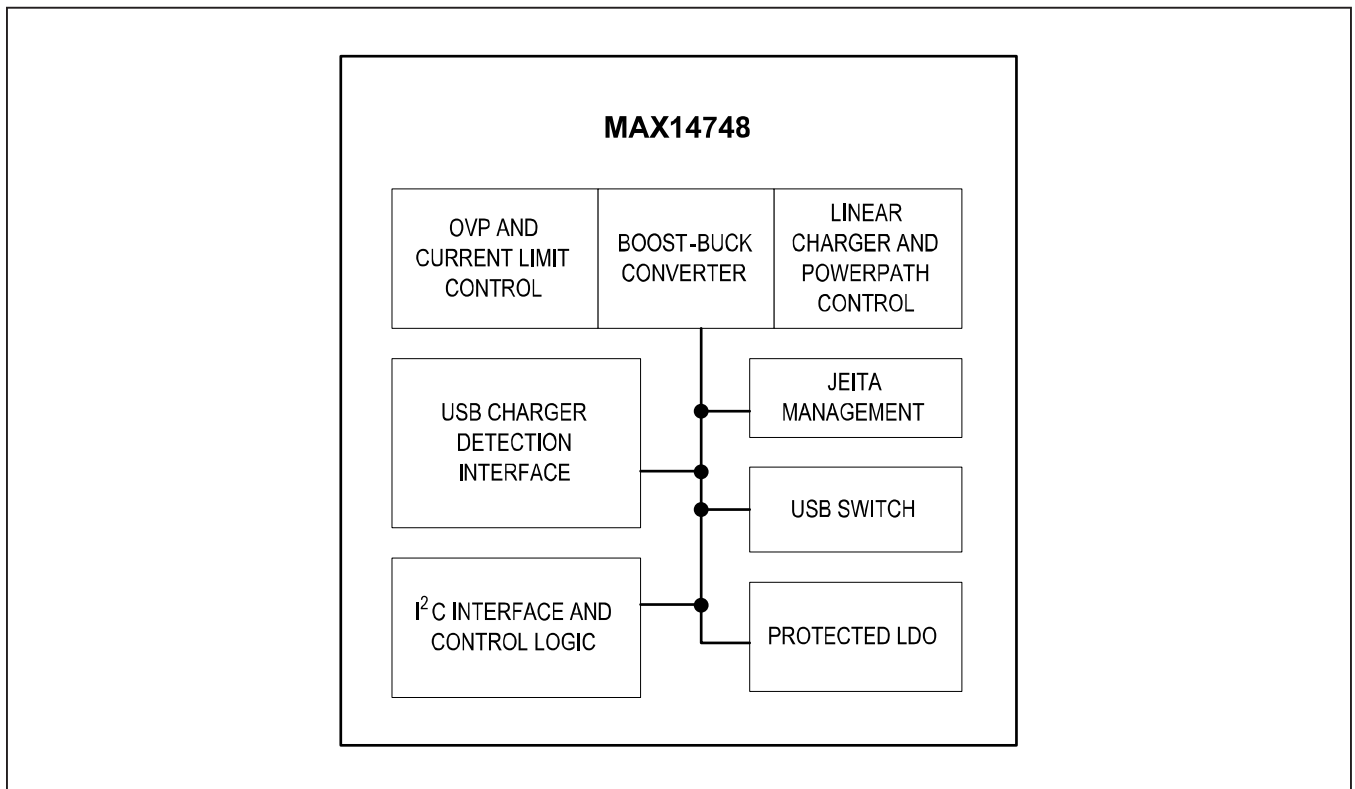 MAX14748
OVP AND
CURRENT LIMIT
CONTROL
BOOST-BUCK
CONVERTER
LINEAR
CHARGER AND
POWERPATH
CONTROL
USB CHARGER
DETECTION
INTERFACE
JEITA
MANAGEMENT
USB SWITCH
I²C INTERFACE AND
CONTROL LOGIC
PROTECTED LDO